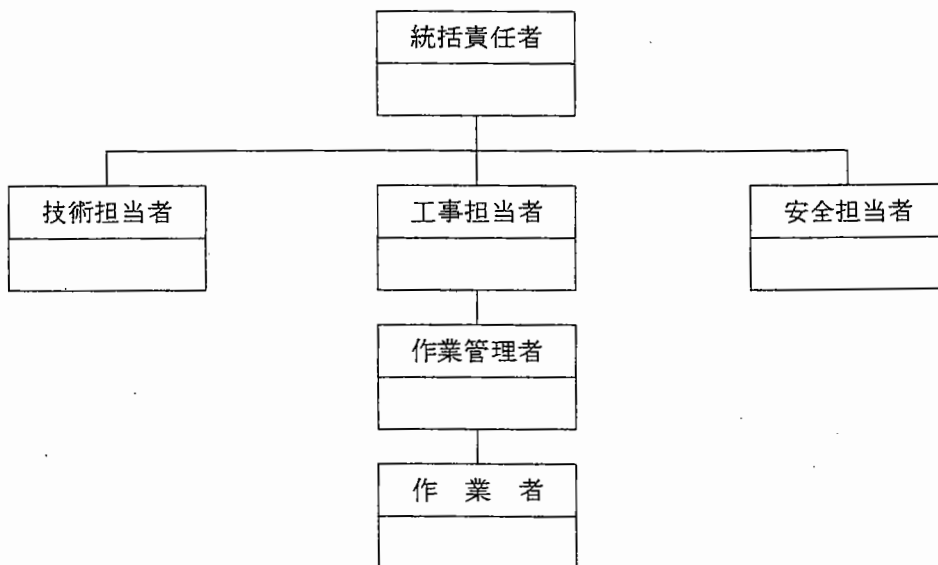 統括責任者
技術担当者
工事担当者
安全担当者
作業管理者
作 業 者